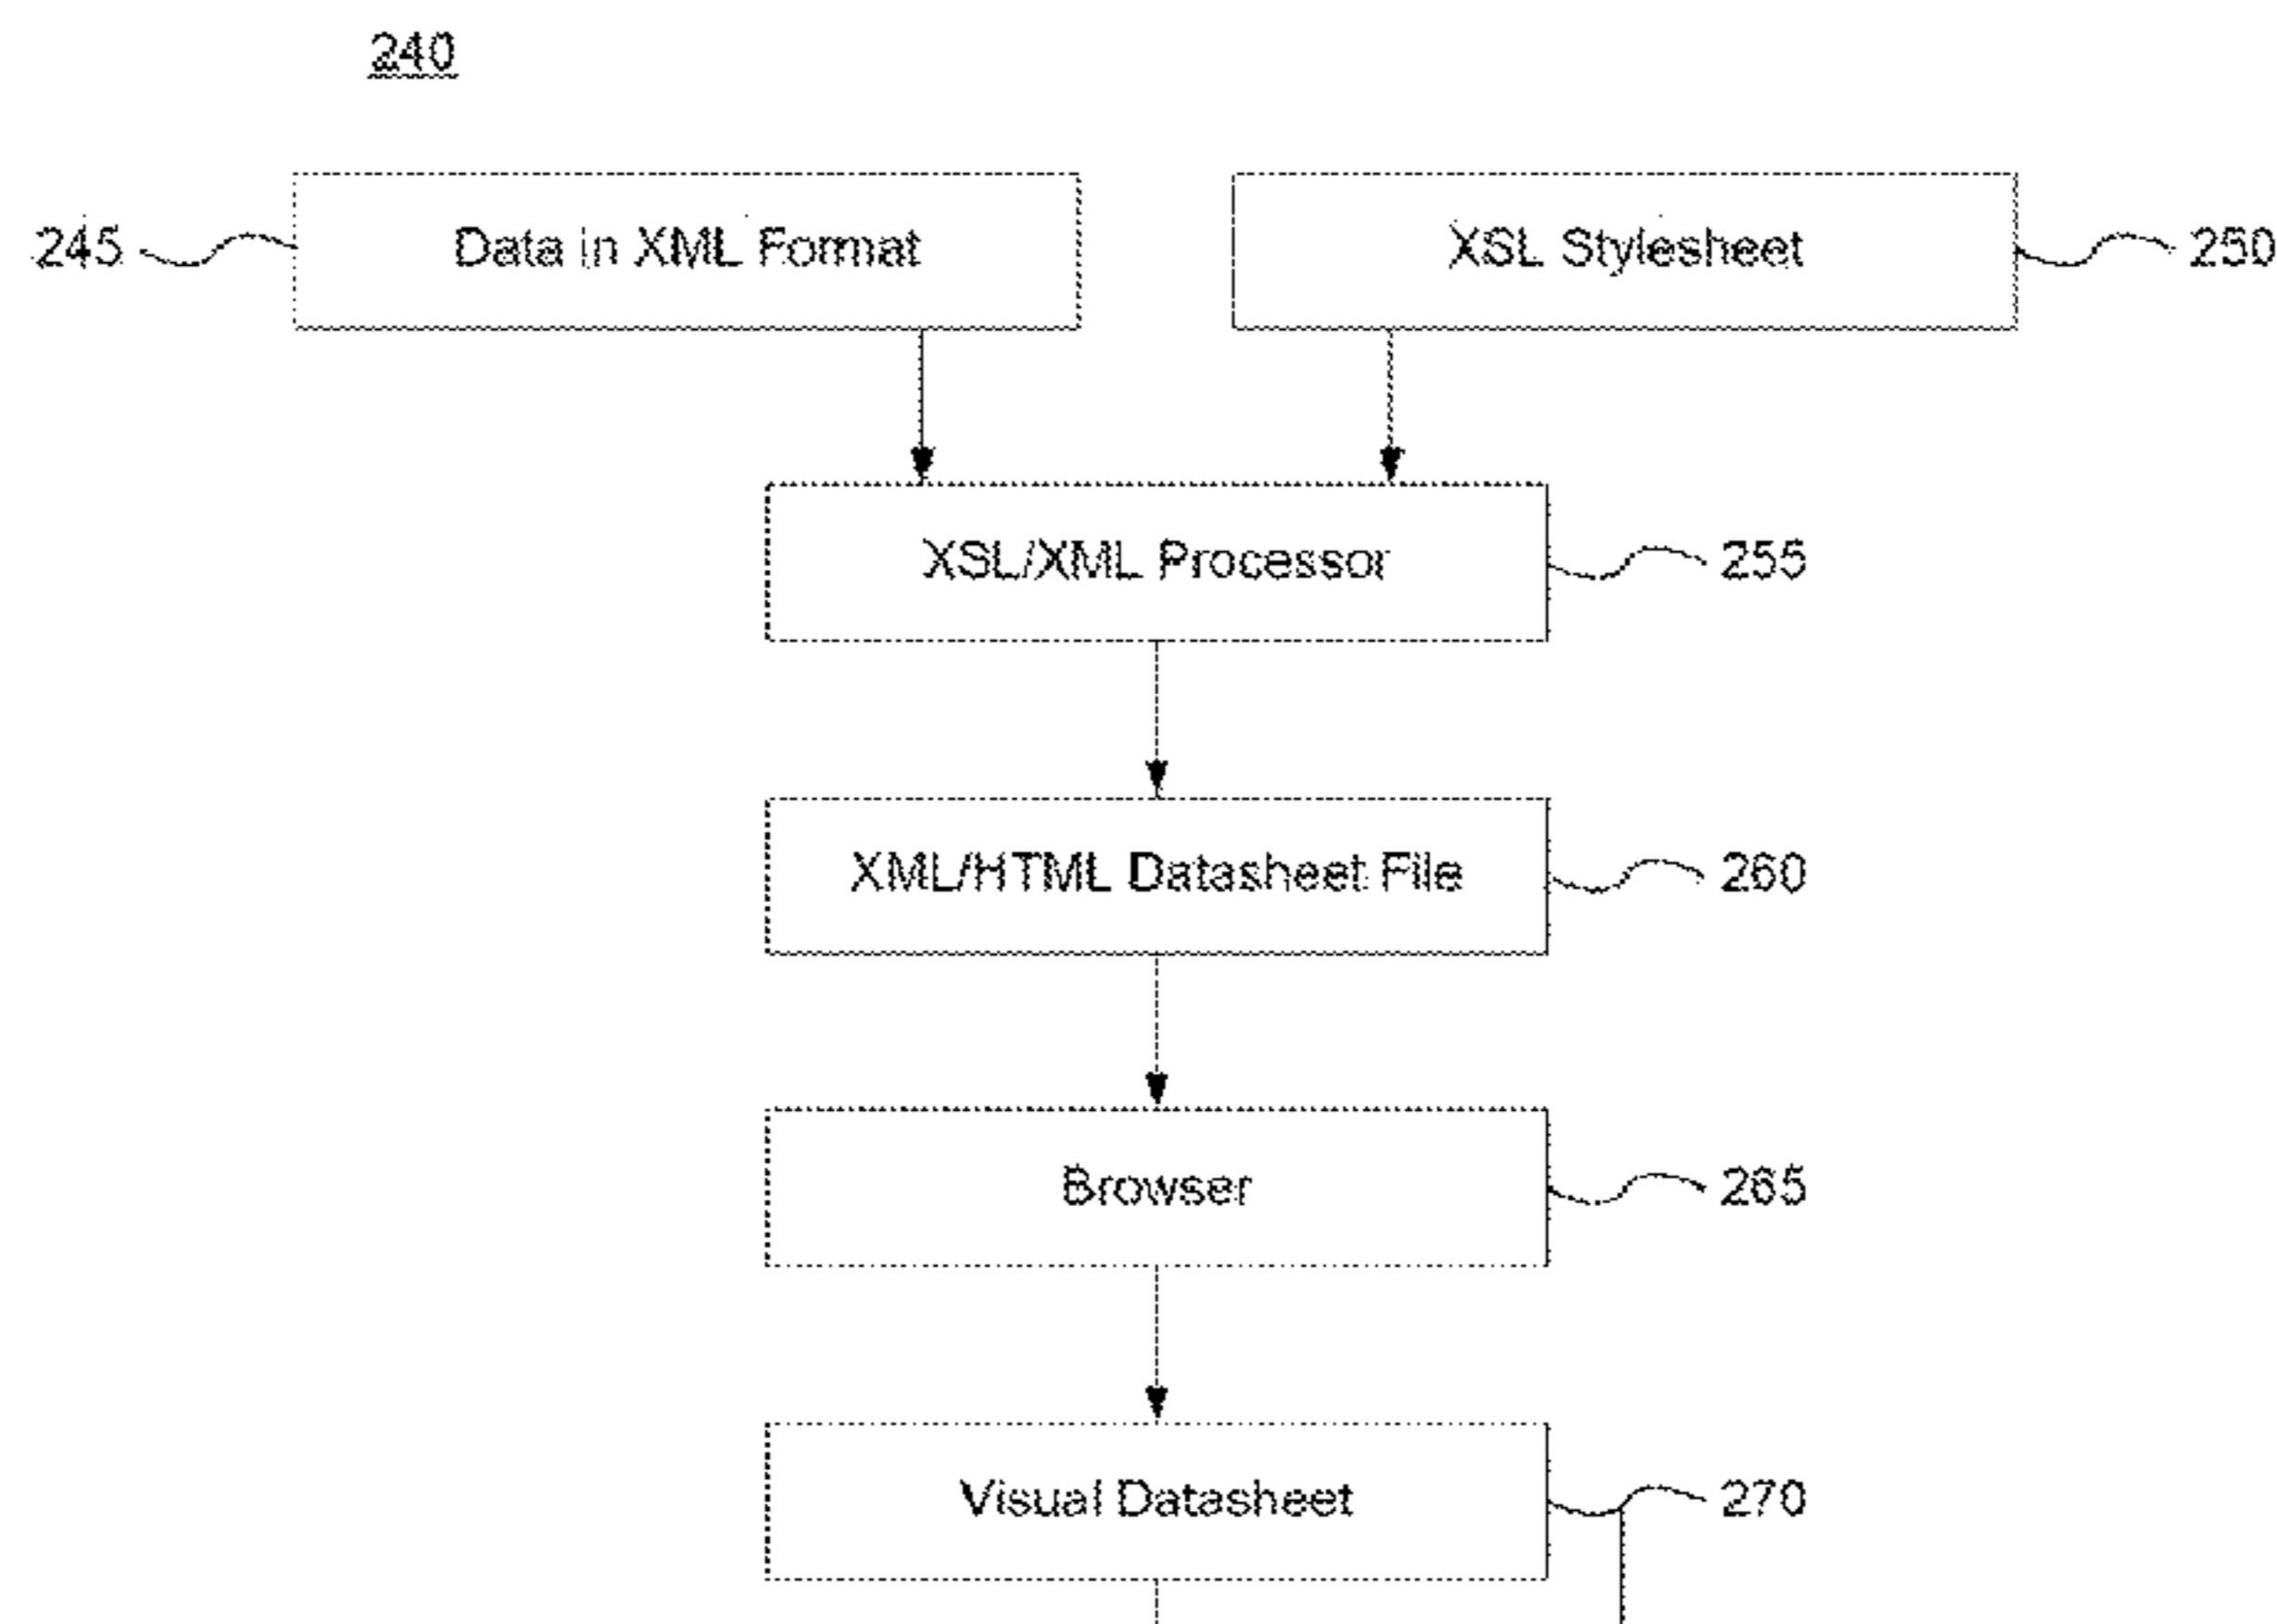 240
245
Data in XML Format
XSL Stylesheet
250
XSL/XML Processor
255
XML/HTML Datasheet File
260
Browser
265
Visual Datasheet
270